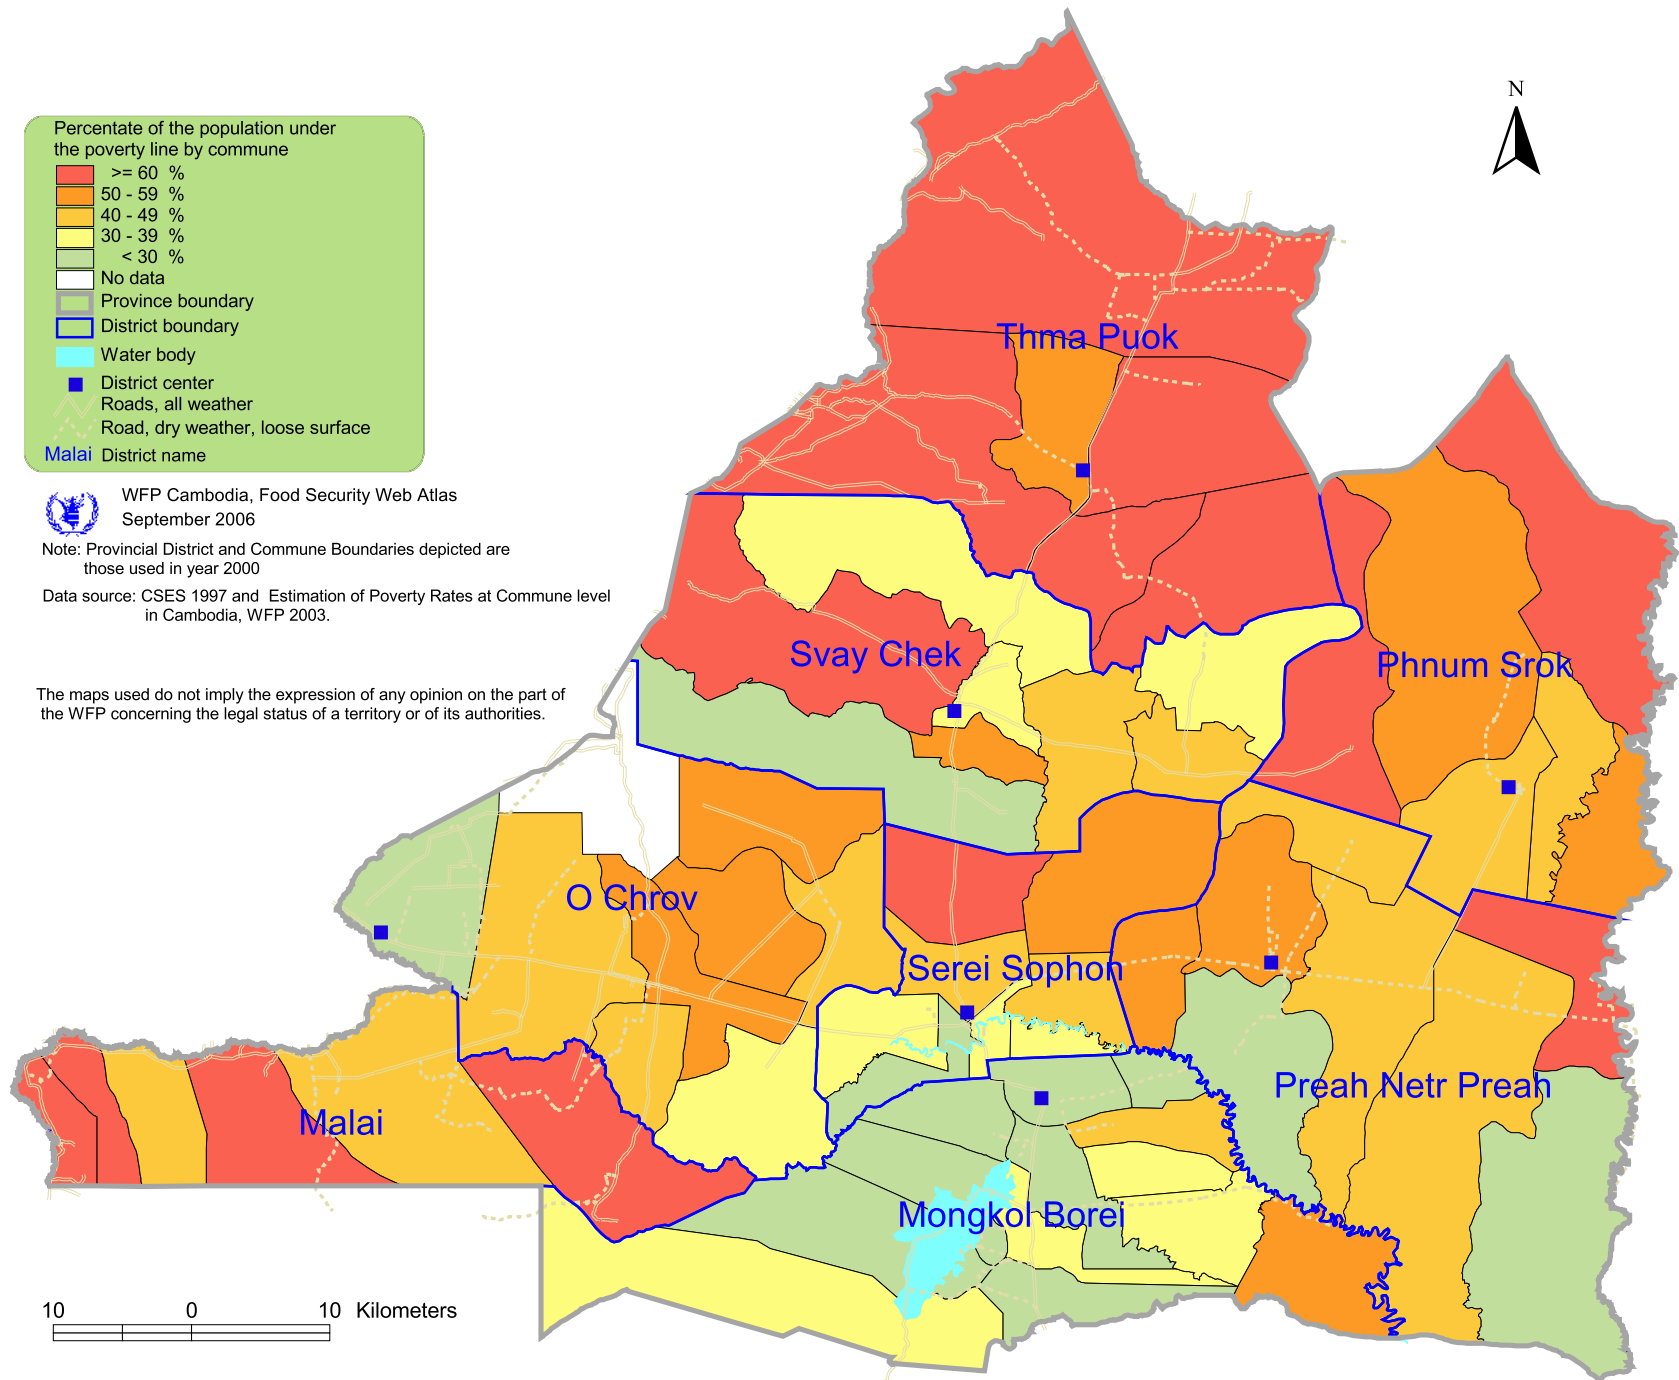 Percentate of the population under
the poverty line by commune
>= 60 %
50 - 59 %
40 - 49 %
30 - 39 %
< 30 %
No data
Province boundary
District boundary
Water body
District center
Roads, all weather
Road, dry weather, loose surface
Malai District name
WFP Cambodia, Food Security Web Atlas
September 2006
Note: Provincial District and Commune Boundaries depicted are
those used in year 2000
Data source: CSES 1997 and Estimation of Poverty Rates at Commune level
in Cambodia, WFP 2003.
The maps used do not imply the expression of any opinion on the part of
the WFP concerning the legal status of a territory or of its authorities.
N
Thma Puok
Svay Chek
Phnum Srok
O Chrov
Serei Sophon
Preah Netr Preah
Malai
Mongkol Borei
10 0 10 Kilometers